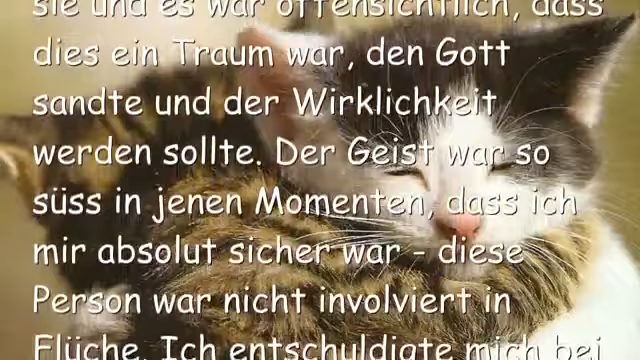 sie und es war offensichtlich, dass
dies ein Traum war, den Gott
sandte und der Wirklichkeit
werden sollte. Der Geist war so
süss in jenen Momenten, dass ich
mir absolut sicher war - diese
Person war nicht involviert in
Flüche. Ich entschuldigte mich bei